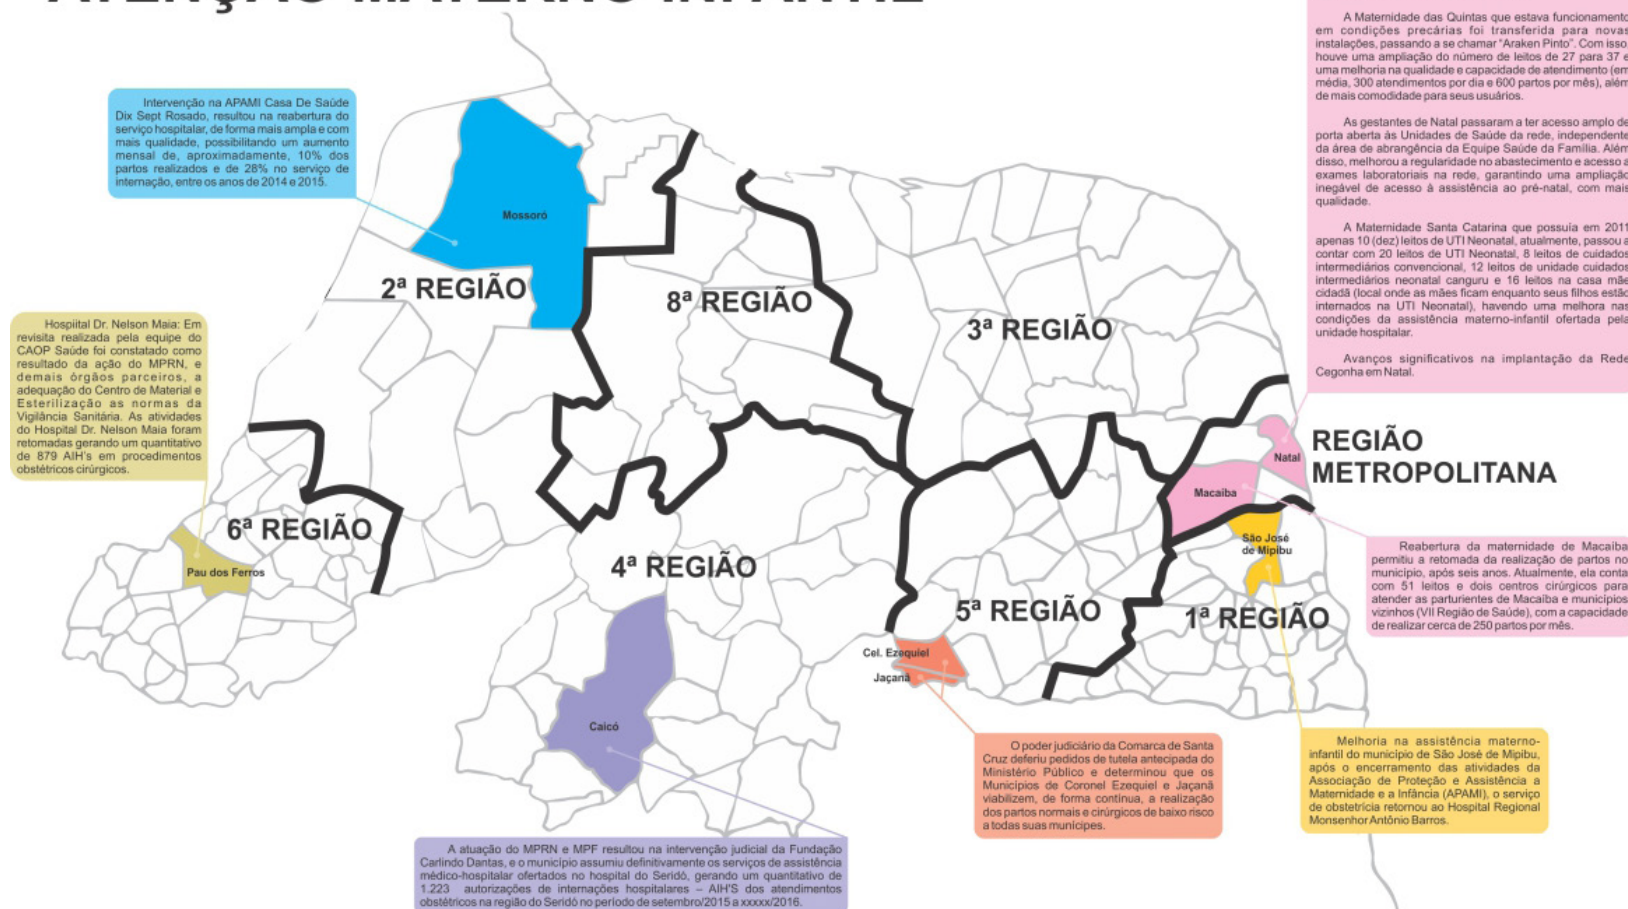 ATENÇÃO MATERNO INFANTIL
A Maternidade das Quintas que estava funcionamento
em condições precárias foi transferida para novas
instalações, passando a se chamar "Araken Pinto". Com isso,
houve uma ampliação do número de leitos de 27 para 37 e
uma melhoria na qualidade e capacidade de atendimento (em
média, 300 atendimentos por dia e 600 partos por mês), além
de mais comodidade para seus usuários.
As gestantes de Natal passaram a ter acesso amplo de
porta aberta às Unidades de Saúde da rede, independente
da área de abrangência da Equipe Saúde da Família. Além
disso, melhorou a regularidade no abastecimento e acesso a
exames laboratoriais na rede, garantindo uma ampliação
inegável de acesso à assistência ao pré-natal, com mais
qualidade.
A Maternidade Santa Catarina que possuía em 2011
apenas 10 (dez) leitos de UTI Neonatal, atualmente, passou a
contar com 20 leitos de UTI Neonatal, 8 leitos de cuidados
intermediários convencional, 12 leitos de unidade cuidados
intermediários neonatal canguru e 16 leitos na casa mãe
cidadã (local onde as mães ficam enquanto seus filhos estão
internados na UTI Neonatal), havendo uma melhora nas
condições da assistência materno-infantil ofertada pela
unidade hospitalar.
Avanços significativos na implantação da Rede
Cegonha em Natal.
Intervenção na APAMI Casa De Saúde
Dix Sept Rosado, resultou na reabertura do
serviço hospitalar, de forma mais ampla e com
mais qualidade, possibilitando um aumento
mensal de, aproximadamente, 10% dos
partos realizados e de 28% no serviço de
internação, entre os anos de 2014 e 2015.
Mossoró
2ª REGIÃO
8ª REGIÃO
3ª REGIÃO
Hospiital Dr. Nelson Maia: Em
revisita realizada pela equipe do
CAOP Saúde foi constatado como
resultado da ação do MPRN, e
demais órgãos parceiros, a
adequação do Centro de Material e
Esterilização as normas da
Vigilância Sanitária. As atividades
do Hospital Dr. Nelson Maia foram
retomadas gerando um quantitativo
de 879 AIH's em procedimentos
obstétricos cirúrgicos.
REGIÃO
METROPOLITANA
Natal
Macaíba
6ª REGIÃO
Pau dos Ferros
4ª REGIÃO
São José
de Mipibu
5ª REGIÃO
1ª REGIÃO
Reabertura da maternidade de Macaíba
permitiu a retomada da realização de partos no
município, após seis anos. Atualmente, ela conta
com 51 leitos e dois centros cirúrgicos para
atender as parturientes de Macaíba e municípios
vizinhos (VII Região de Saúde), com a capacidade
de realizar cerca de 250 partos por mês.
Cel. Ezequiel
Jaçanã
Caicó
O poder judiciário da Comarca de Santa
Cruz deferiu pedidos de tutela antecipada do
Ministério Público e determinou que os
Municípios de Coronel Ezequiel e Jaçanã
viabilizem, de forma contínua, a realização
dos partos normais e cirúrgicos de baixo risco
a todas suas munícipes.
Melhoria na assistência materno-
infantil do município de São José de Mipibu,
após o encerramento das atividades da
Associação de Proteção e Assistência a
Maternidade e a Infância (APAMI), o serviço
de obstetrícia retornou ao Hospital Regional
Monsenhor Antônio Barros.
A atuação do MPRN e MPF resultou na intervenção judicial da Fundação
Carlindo Dantas, e o município assumiu definitivamente os serviços de assistência
médico-hospitalar ofertados no hospital do Seridó, gerando um quantitativo de
1.223 autorizações de internações hospitalares – AIH'S dos atendimentos
obstétricos na região do Seridó no período de setembro/2015 a xxxxx/2016.